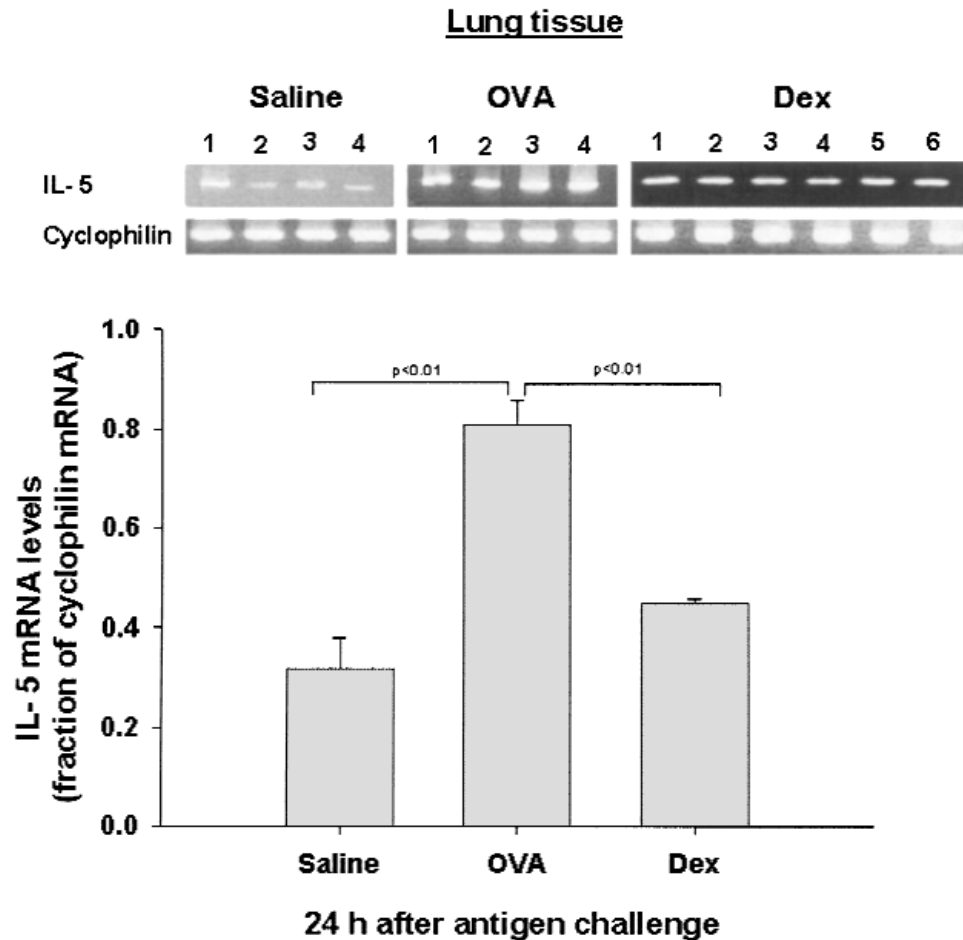 Lung tissue
Saline OVA Dex
1 2 3 4 1 2 3 4 1 2 3 4 5 6
IL- 5
Cyclophilin
IL- 5 mRNA levels
(fraction of cyclophilin mRNA)
1.0
0.8
0.6
0.4
0.2
0.0
p<0.01 p<0.01
Saline OVA Dex
24 h after antigen challenge